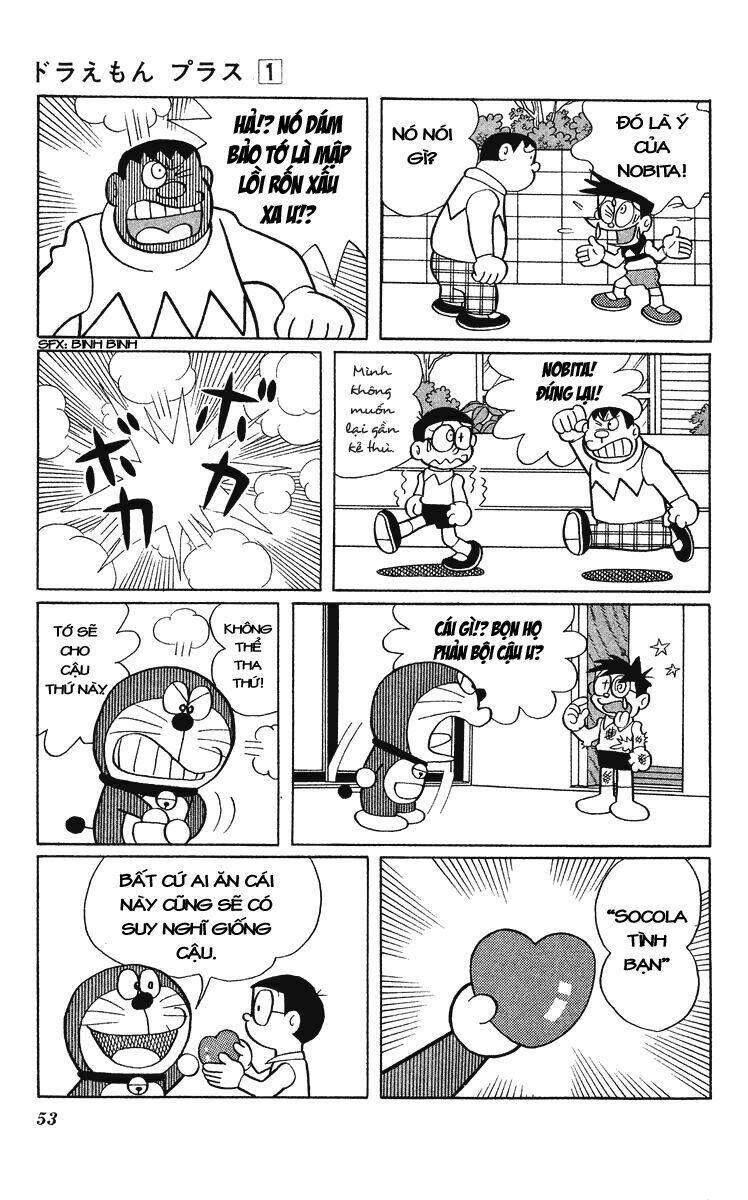 ドラえもん プラス 1
ĐÓ LÀ Ý
CỦA
NOBITA!
NÓ NÓI
GÌ?
HẢ!? NÓ DÁM
BẢO TỚ LÀ MẬP
LỒI RỐN XẤU
XA Ư!?
NOBITA!
ĐỨNG LẠI!
Mình
không
muốn
lại gần
kẻ thù.
SFX: BINH BINH
ボカ
ボカ
CÁI GÌ!? BỌN HỌ
PHẢN BỘI CẬU Ư?
KHÔNG
THỂ
THA
THỨ!
TỚ SẼ
CHO
CẬU
THỨ NÀY.
"SOCOLA
TÌNH
BẠN"
BẤT CỨ AI ĂN CÁI
NÀY CŨNG SẼ CÓ
SUY NGHĨ GIỐNG
CẬU.
53